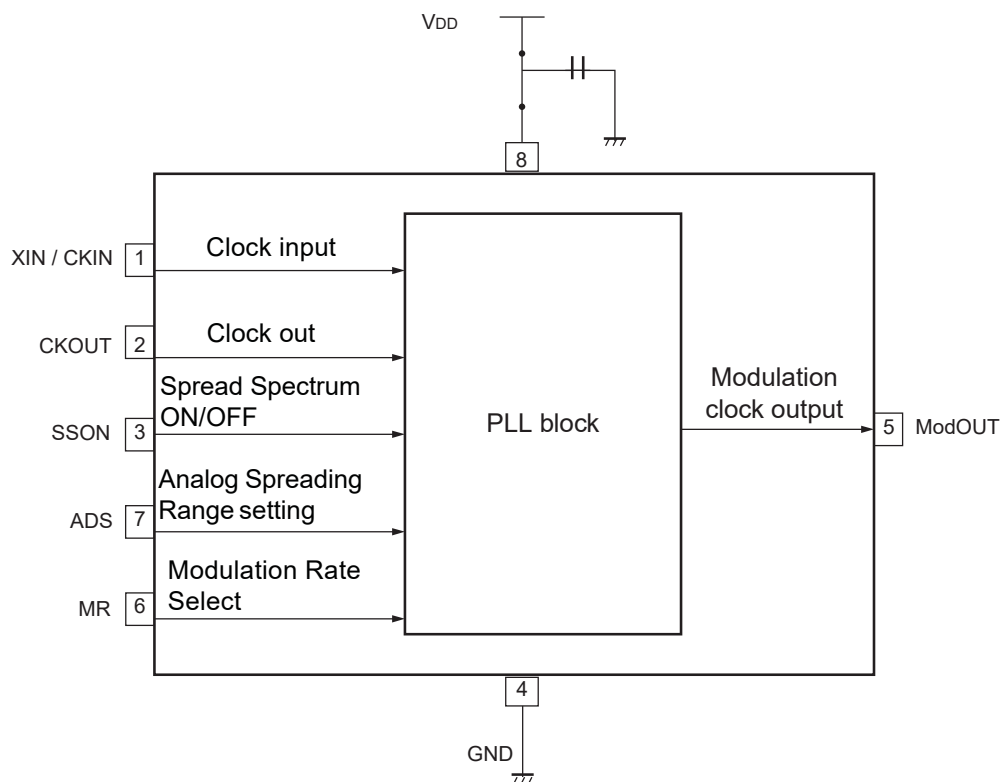 VDD
8
XIN / CKIN
1
Clock input
CKOUT
2
Clock out
SSON
3
Spread Spectrum
ON/OFF
ADS
7
Analog Spreading
Range setting
MR
6
Modulation Rate
Select
PLL block
Modulation
clock output
5
ModOUT
4
GND